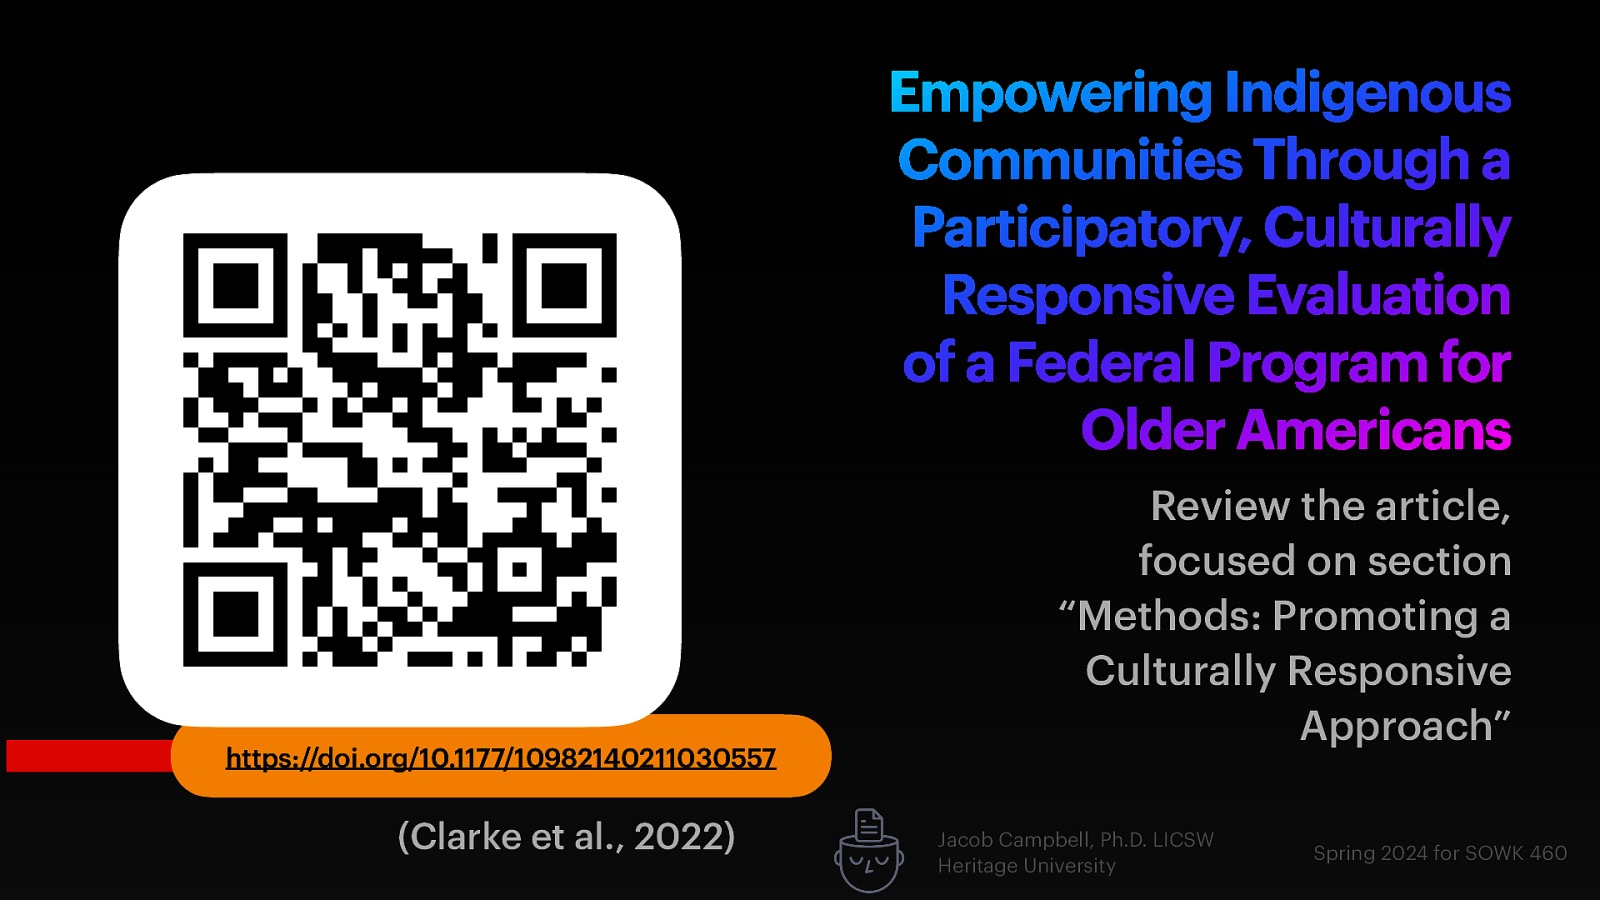 Empowering Indigenous
Communities Through a
Participatory, Culturally
Responsive Evaluation
of a Federal Program for
Older Americans
Review the article,
focused on section
“Methods: Promoting a
Culturally Responsive
Approach”
https://doi.org/10.1177/10982140211030557
(Clarke et al., 2022)
Jacob Campbell, Ph.D. LICSW
Heritage University
Spring 2024 for SOWK 460